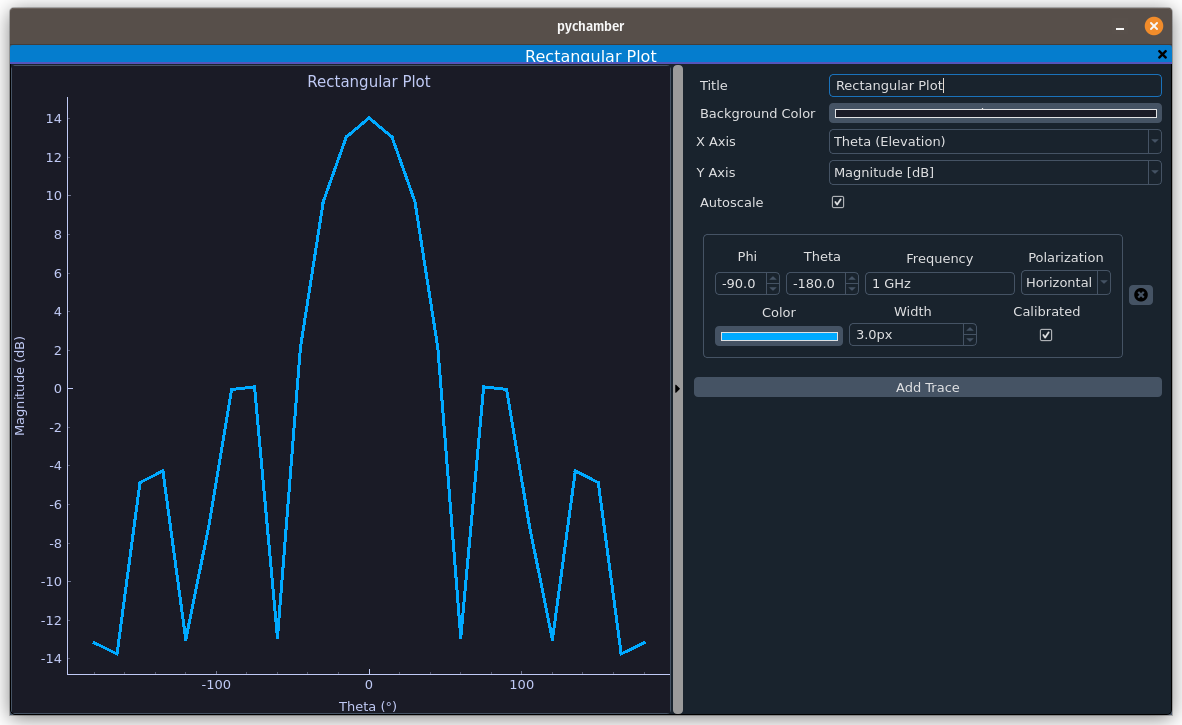 pychamber
Rectangular Plot
Rectangular Plot
14
12
10
8
6
4
2
0
-2
-4
-6
-8
-10
-12
-14
Magnitude (dB)
-100
0
100
Theta (°)
Title
Rectangular Plot
Background Color
X Axis
Theta (Elevation)
Y Axis
Magnitude [dB]
Autoscale
Phi
Theta
Frequency
Polarization
-90.0
-180.0
1 GHz
Horizontal
Color
Width
Calibrated
3.0px
Add Trace